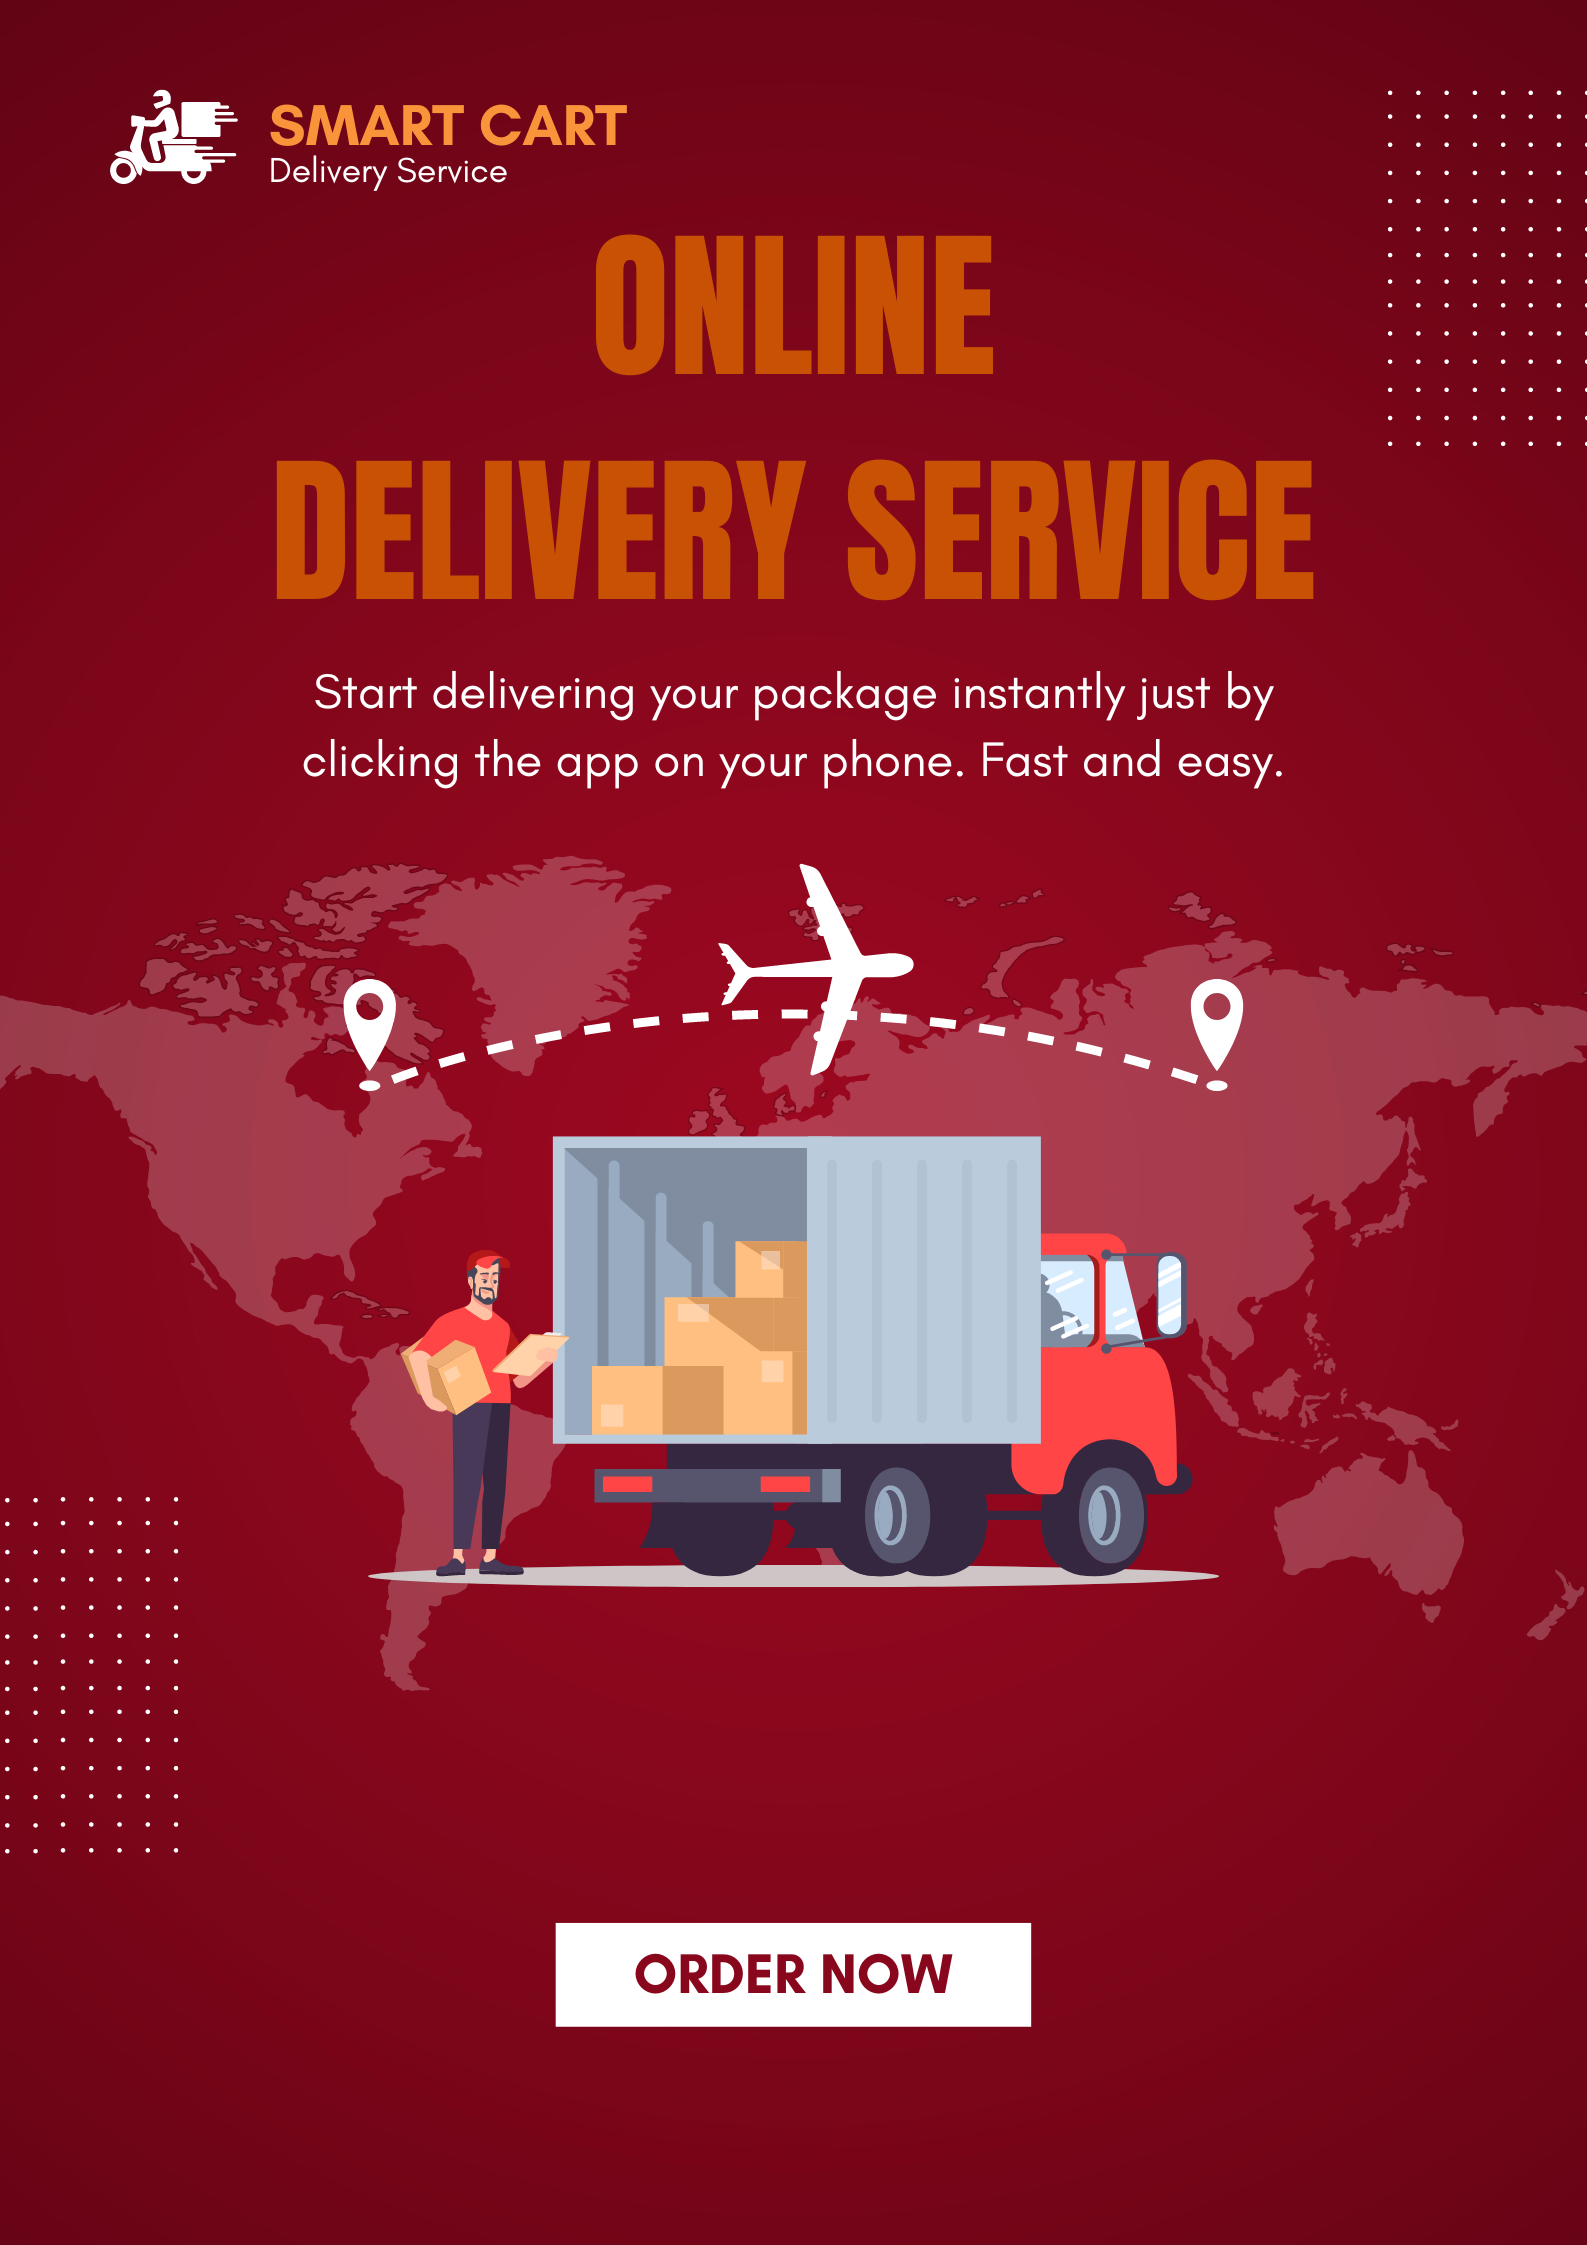 SMART CART
Delivery Service
ONLINE
DELIVERY SERVICE
Start delivering your package instantly just by
clicking the app on your phone. Fast and easy.
ORDER NOW